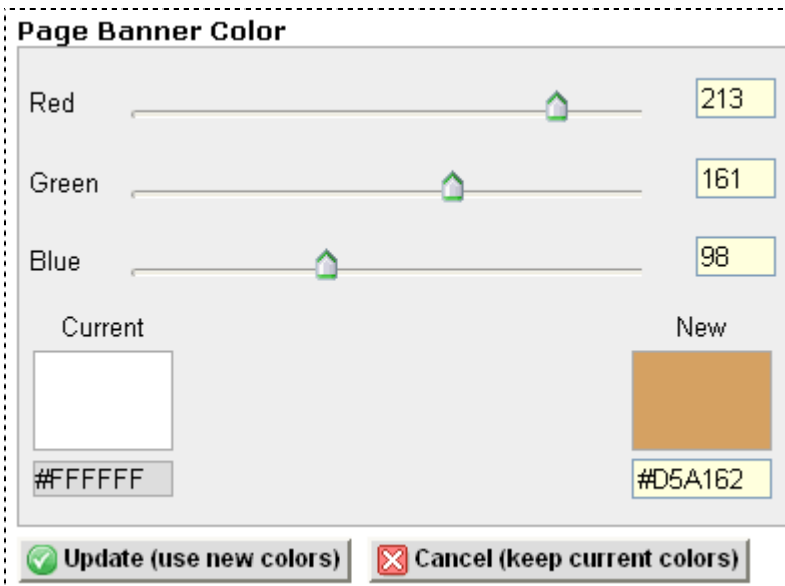 Page Banner Color
Red 213
Green 161
Blue 98
Current New
#FFFFFF #D5A162
Update (use new colors) Cancel (keep current colors)